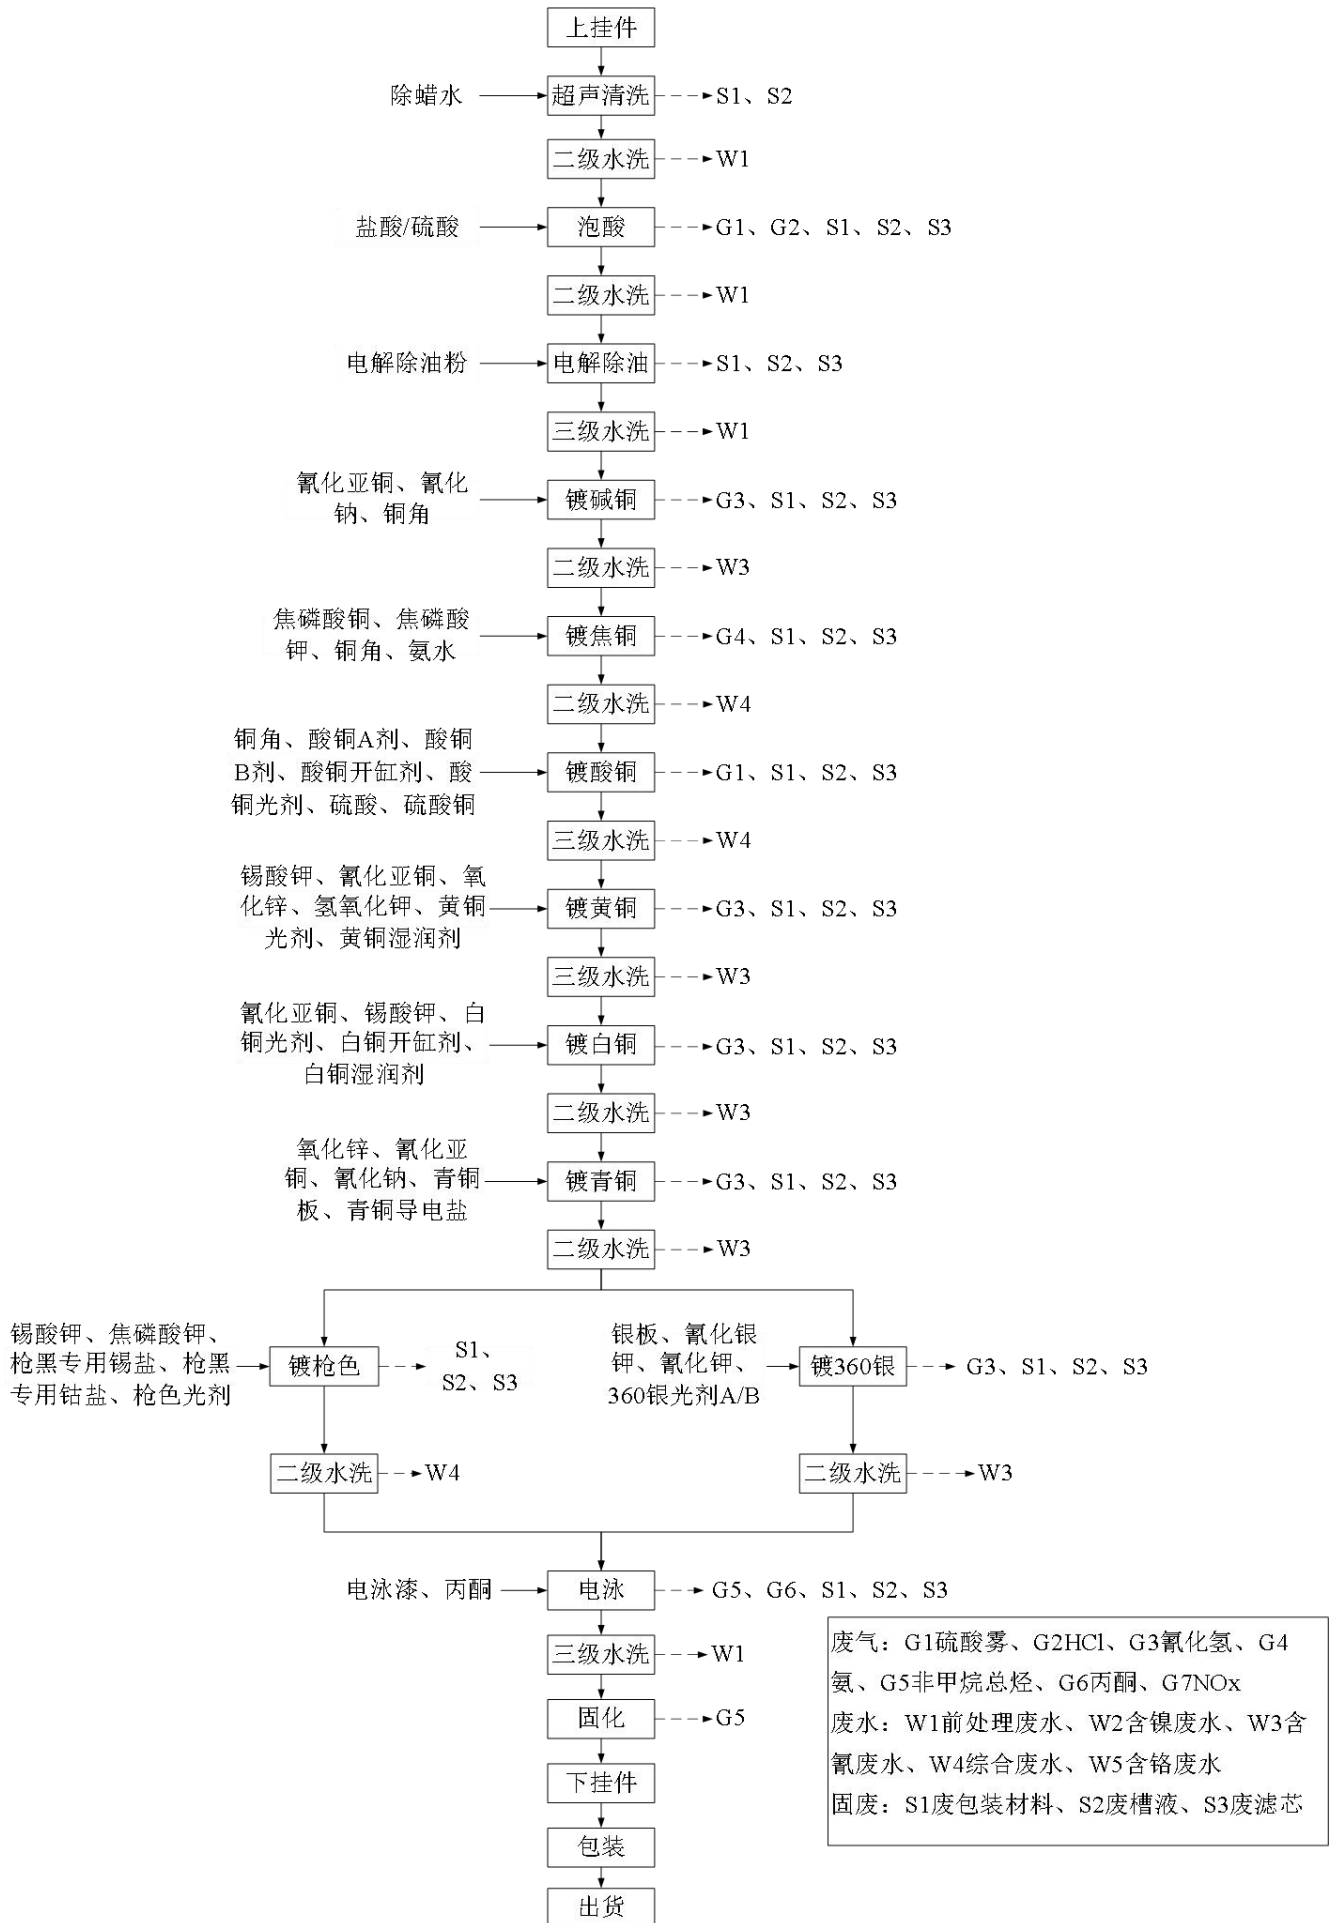 上挂件
除蜡水
超声清洗
S1、S2
二级水洗
W1
盐酸/硫酸
泡酸
G1、G2、S1、S2、S3
二级水洗
W1
电解除油粉
电解除油
S1、S2、S3
三级水洗
W1
氰化亚铜、氰化
钠、铜角
镀碱铜
G3、S1、S2、S3
二级水洗
W3
焦磷酸铜、焦磷酸
钾、铜角、氨水
镀焦铜
G4、S1、S2、S3
二级水洗
W4
铜角、酸铜A剂、酸铜
B剂、酸铜开缸剂、酸
铜光剂、硫酸、硫酸铜
镀酸铜
G1、S1、S2、S3
三级水洗
W4
锡酸钾、氰化亚铜、氧
化锌、氢氧化钾、黄铜
光剂、黄铜湿润剂
镀黄铜
G3、S1、S2、S3
三级水洗
W3
氰化亚铜、锡酸钾、白
铜光剂、白铜开缸剂、
白铜湿润剂
镀白铜
G3、S1、S2、S3
二级水洗
W3
氧化锌、氰化亚
铜、氰化钠、青铜
板、青铜导电盐
镀青铜
G3、S1、S2、S3
二级水洗
W3
锡酸钾、焦磷酸钾、
枪黑专用锡盐、枪黑
专用钴盐、枪色光剂
镀枪色
S1、
S2、S3
银板、氰化银
钾、氰化钾、
360银光剂A/B
镀360银
G3、S1、S2、S3
二级水洗
W4
二级水洗
W3
电泳漆、丙酮
电泳
G5、G6、S1、S2、S3
三级水洗
W1
固化
G5
下挂件
包装
出货
废气：G1硫酸雾、G2HCl、G3氰化氢、G4
氨、G5非甲烷总烃、G6丙酮、G7NOx
废水：W1前处理废水、W2含镍废水、W3含
氰废水、W4综合废水、W5含铬废水
固废：S1废包装材料、S2废槽液、S3废滤芯